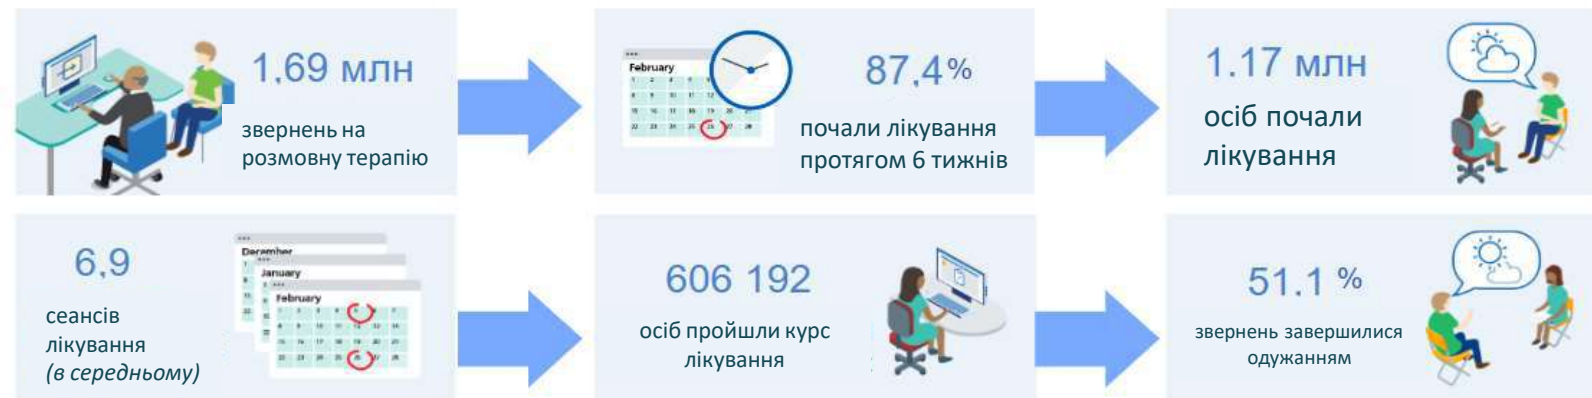 1,69 млн
звернень на
розмовну терапію
February
87,4%
почали лікування
протягом 6 тижнів
1.17 млн
осіб почали
лікування
6,9
сеансів
лікування
(в середньому)
December
January
February
606 192
осіб пройшли курс
лікування
51.1 %
звернень завершилися
одужанням